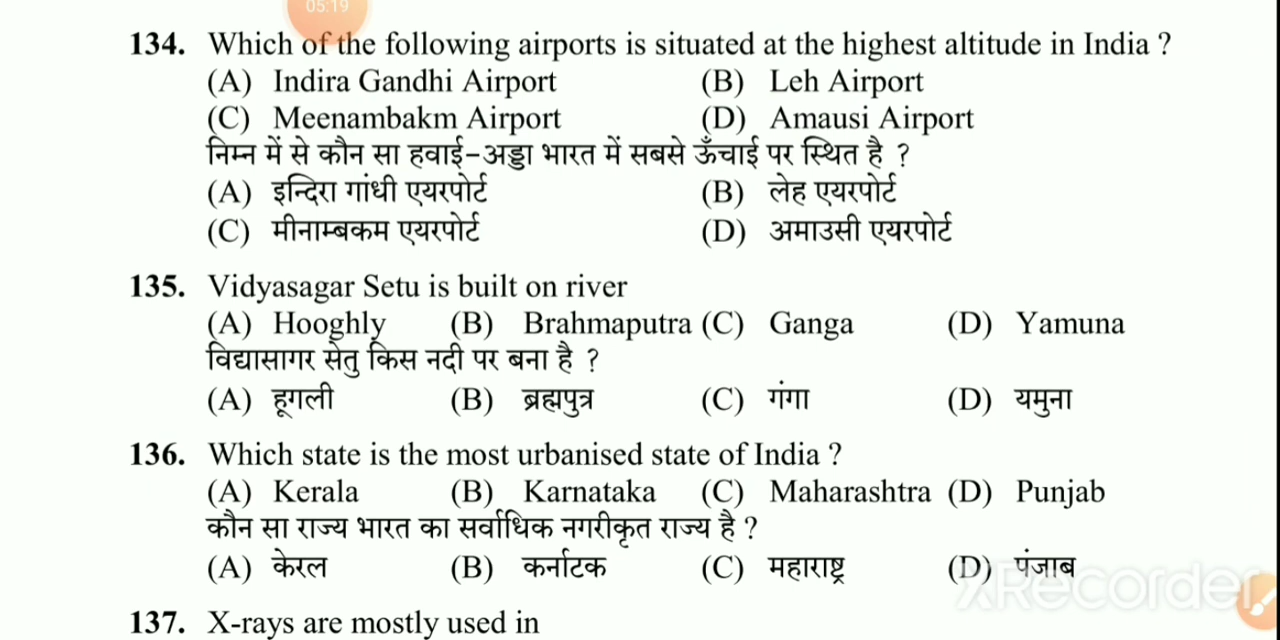 05:19
134. Which of the following airports is situated at the highest altitude in India ?
(A) Indira Gandhi Airport (B) Leh Airport
(C) Meenambakm Airport (D) Amausi Airport
निम्न में से कौन सा हवाई-अड्डा भारत में सबसे ऊँचाई पर स्थित है ?
(A) इन्दिरा गांधी एयरपोर्ट (B) लेह एयरपोर्ट
(C) मीनाम्बकम एयरपोर्ट (D) अमाउसी एयरपोर्ट
135. Vidyasagar Setu is built on river
(A) Hooghly (B) Brahmaputra (C) Ganga (D) Yamuna
विद्यासागर सेतु किस नदी पर बना है ?
(A) हूगली (B) ब्रह्मपुत्र (C) गंगा (D) यमुना
136. Which state is the most urbanised state of India ?
(A) Kerala (B) Karnataka (C) Maharashtra (D) Punjab
कौन सा राज्य भारत का सर्वाधिक नगरीकृत राज्य है ?
(A) केरल (B) कर्नाटक (C) महाराष्ट्र (D) पंजाब
XRecorder
137. X-rays are mostly used in